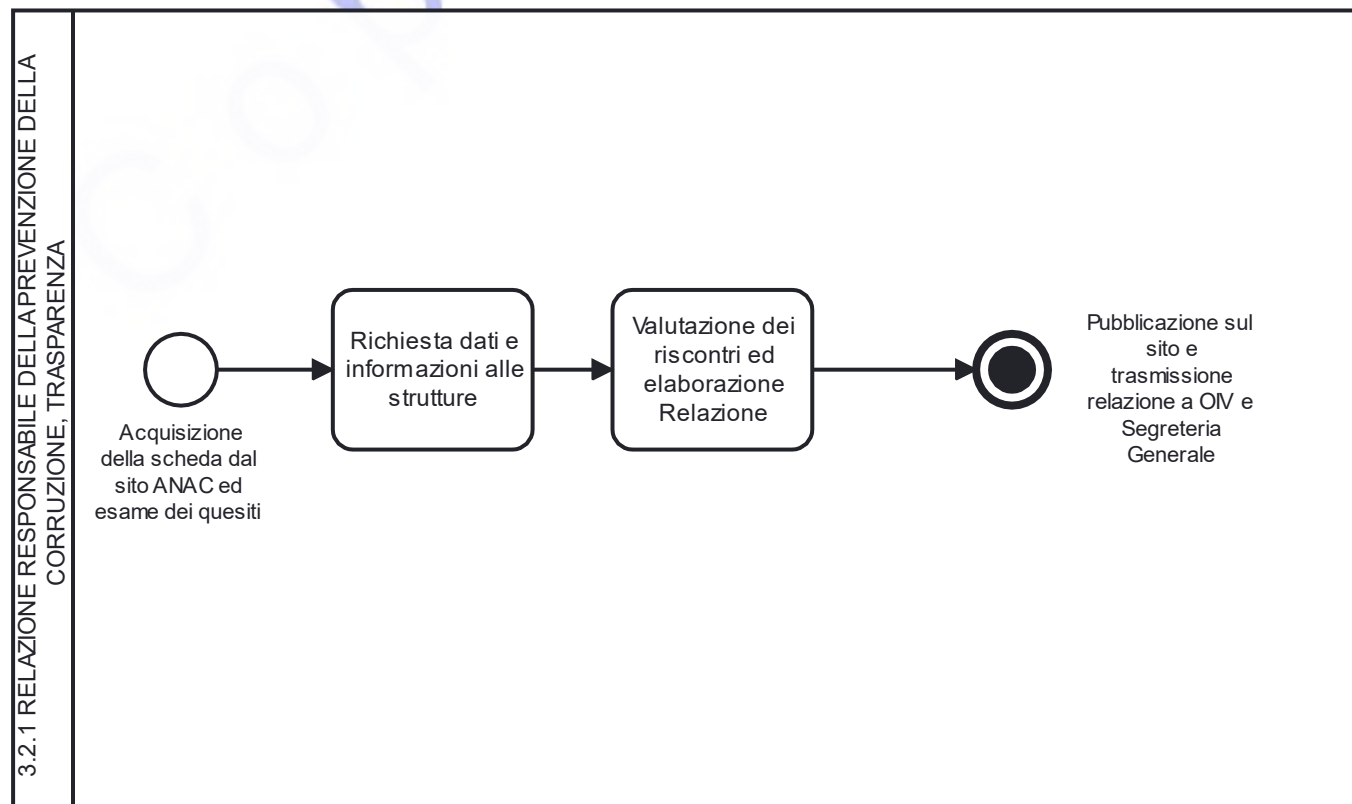 3.2.1 RELAZIONE RESPONSABILE DELLA PREVENZIONE DELLA
CORRUZIONE, TRASPARENZA
Acquisizione
della scheda dal
sito ANAC ed
esame dei quesiti
Richiesta dati e
informazioni alle
strutture
Valutazione dei
riscontri ed
elaborazione
Relazione
Pubblicazione sul
sito e
trasmissione
relazione a OIV e
Segreteria
Generale